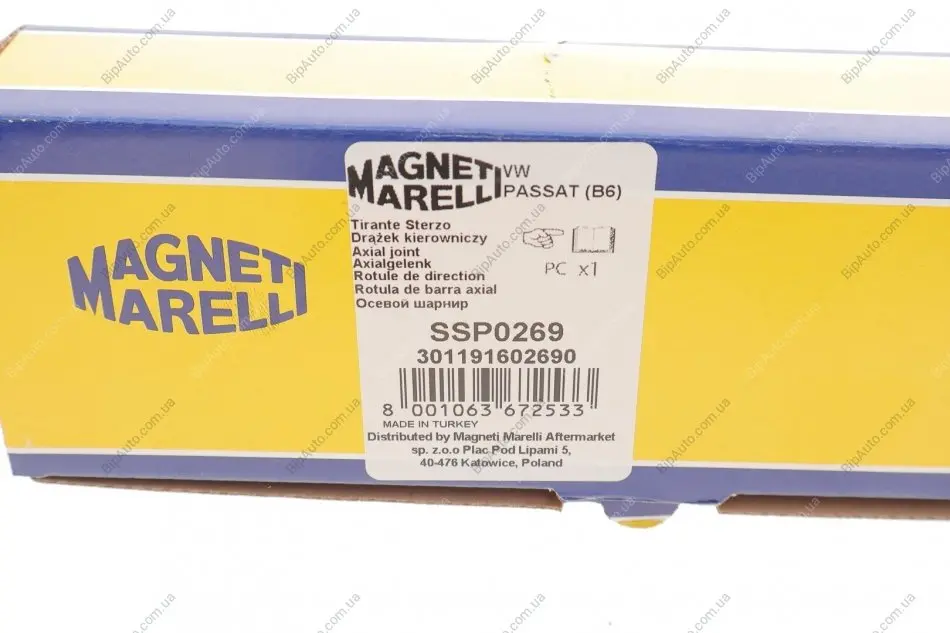 MAGNETI
MARELLI
MAGNETI
MARELLI
VW
PASSAT (B6)
Tirante Sterzo
Drążek kierowniczy
Axial joint
Axialgelenk
Rotule de direction
Rotula de barra axial
Осевой шарнир
PC x1
SSP0269
301191602690
8 001063 672533
MADE IN TURKEY
Distributed by Magneti Marelli Aftermarket
sp. z.o.o Plac Pod Lipami 5,
40-476 Katowice, Poland
BipAuto.com.ua